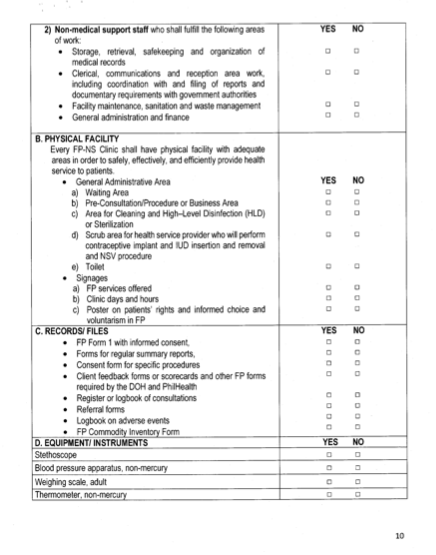 2) Non-medical support staff who shall fulfill the following areas YES NO
of work:
• Storage, retrieval, safekeeping and organization of □ □
medical records
• Clerical, communications and reception area work, □ □
including coordination with and filing of reports and
documentary requirements with government authorities
• Facility maintenance, sanitation and waste management □ □
• General administration and finance □ □
B. PHYSICAL FACILITY
Every FP-NS Clinic shall have physical facility with adequate
areas in order to safely, effectively, and efficiently provide health
service to patients.
• General Administrative Area YES NO
a) Waiting Area □ □
b) Pre-Consultation/Procedure or Business Area □ □
c) Area for Cleaning and High-Level Disinfection (HLD) □ □
or Sterilization
d) Scrub area for health service provider who will perform □ □
contraceptive implant and IUD insertion and removal
and NSV procedure
e) Toilet □ □
• Signages
a) FP services offered □ □
b) Clinic days and hours □ □
c) Poster on patients' rights and informed choice and □ □
voluntarism in FP
C. RECORDS/ FILES YES NO
• FP Form 1 with informed consent, □ □
• Forms for regular summary reports, □ □
• Consent form for specific procedures □ □
• Client feedback forms or scorecards and other FP forms □ □
required by the DOH and PhilHealth
• Register or logbook of consultations □ □
• Referral forms □ □
• Logbook on adverse events □ □
• FP Commodity Inventory Form □ □
D. EQUIPMENT/ INSTRUMENTS YES NO
Stethoscope □ □
Blood pressure apparatus, non-mercury □ □
Weighing scale, adult □ □
Thermometer, non-mercury □ □
10